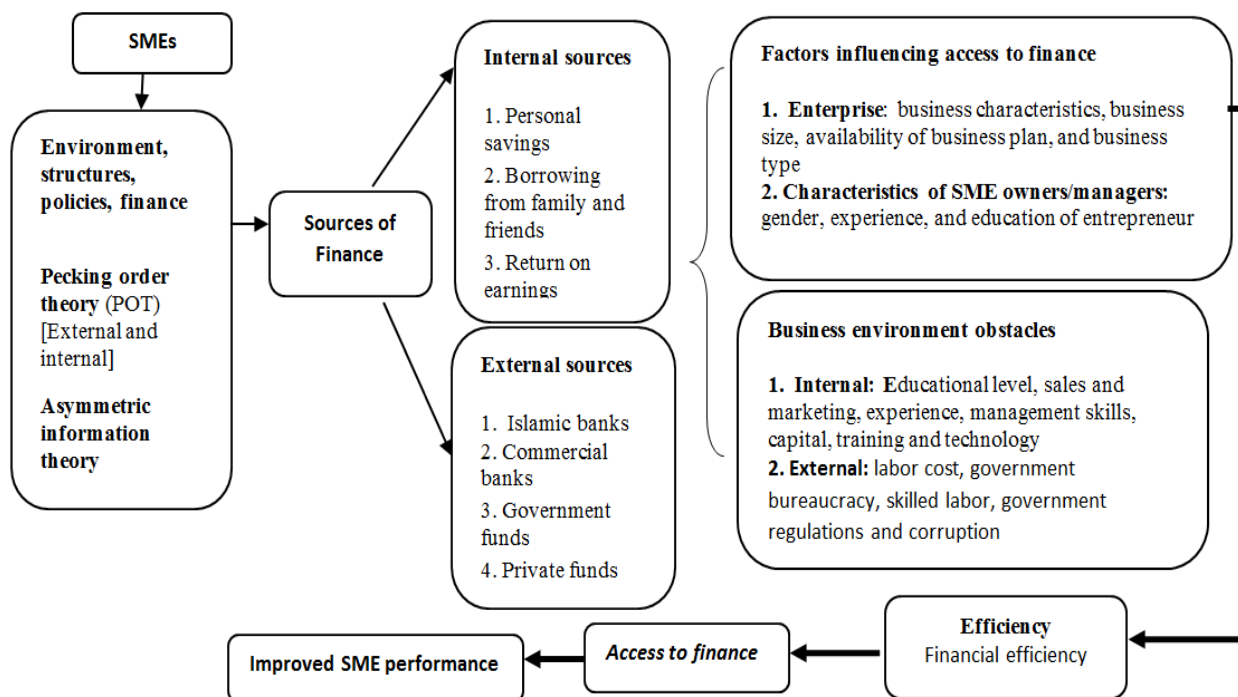 SMEs
Environment,
structures,
policies, finance
Pecking order
theory (POT)
[External and
internal]
Asymmetric
information
theory
Sources of
Finance
Internal sources
1. Personal
savings
2. Borrowing
from family and
friends
3. Return on
earnings
External sources
1. Islamic banks
2. Commercial
banks
3. Government
funds
4. Private funds
Factors influencing access to finance
1. Enterprise: business characteristics, business
size, availability of business plan, and business
type
2. Characteristics of SME owners/managers:
gender, experience, and education of entrepreneur
Business environment obstacles
1. Internal: Educational level, sales and
marketing, experience, management skills,
capital, training and technology
2. External: labor cost, government
bureaucracy, skilled labor, government
regulations and corruption
Efficiency
Financial efficiency
Access to finance
Improved SME performance